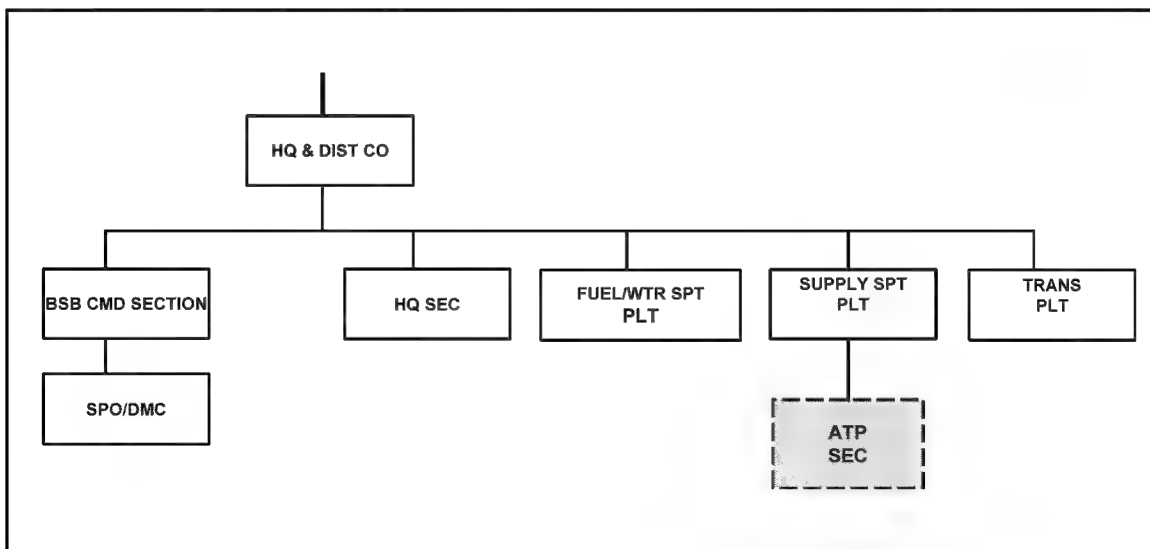 HQ & DIST CO
BSB CMD SECTION
HQ SEC
FUEL/WTR SPT
PLT
SUPPLY SPT
PLT
TRANS
PLT
SPO/DMC
ATP
SEC